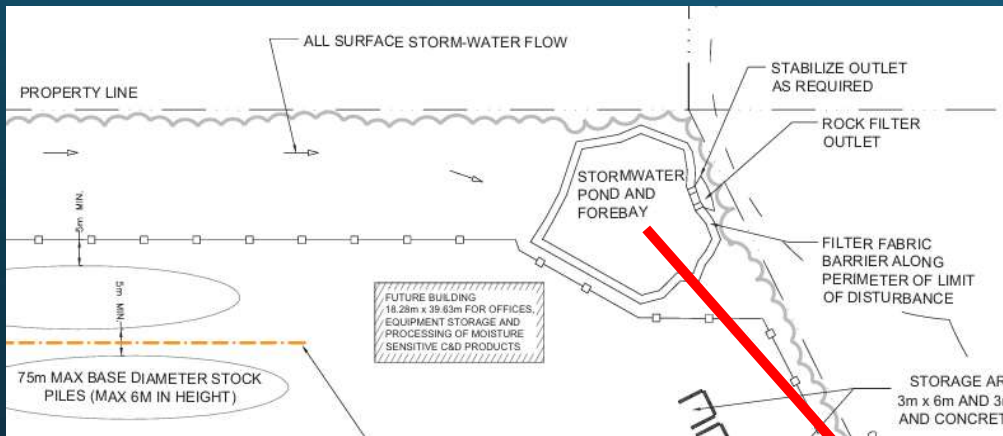 ALL SURFACE STORM-WATER FLOW
PROPERTY LINE
STABILIZE OUTLET
AS REQUIRED
ROCK FILTER
OUTLET
STORMWATER
POND AND
FOREBAY
5m MIN.
FILTER FABRIC
BARRIER ALONG
PERIMETER OF LIMIT
OF DISTURBANCE
5m MIN.
FUTURE BUILDING
18.28m x 39.63m FOR OFFICES,
EQUIPMENT STORAGE AND
PROCESSING OF MOISTURE
SENSITIVE C&D PRODUCTS
75m MAX BASE DIAMETER STOCK
PILES (MAX 6M IN HEIGHT)
STORAGE AR
3m x 6m AND 3m
AND CONCRET